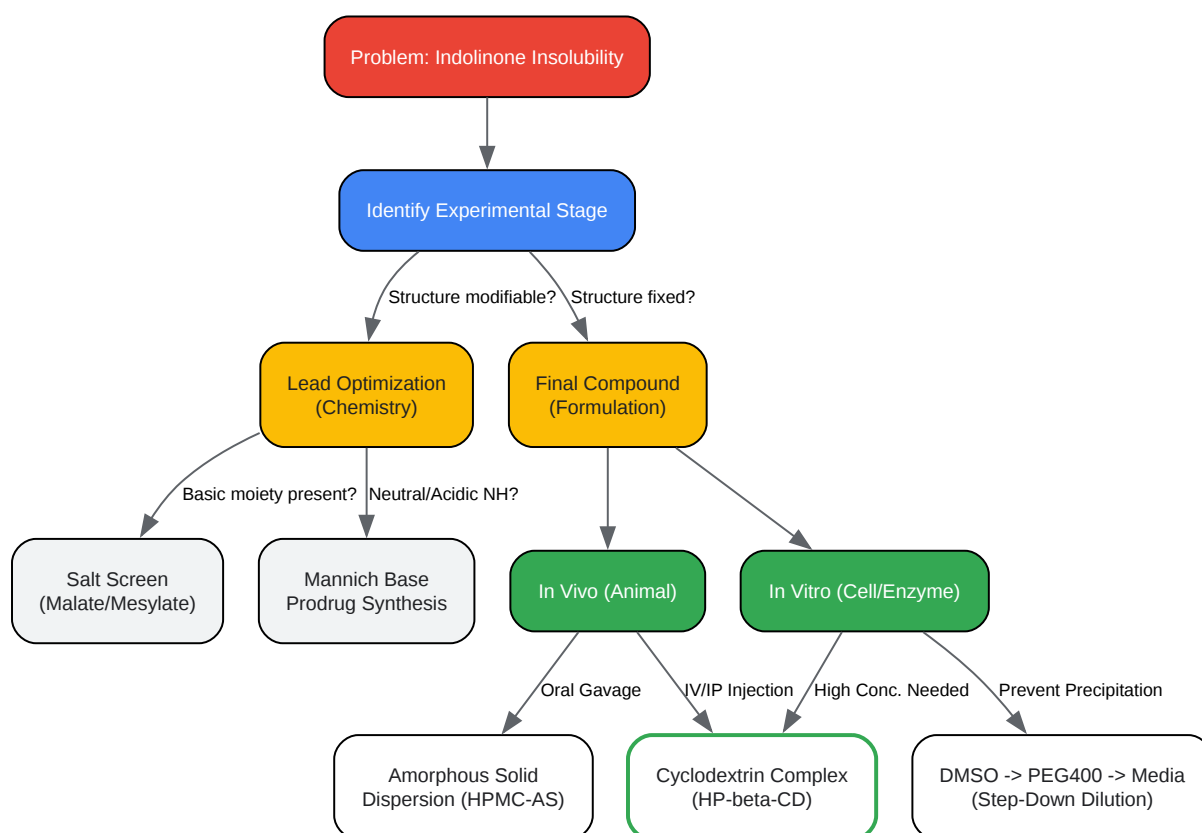 Problem: Indolinone Insolubility
Identify Experimental Stage
Structure modifiable?
Structure fixed?
Lead Optimization
(Chemistry)
Final Compound
(Formulation)
Basic moiety present?
Neutral/Acidic NH?
Salt Screen
(Malate/Mesylate)
Mannich Base
Prodrug Synthesis
In Vivo (Animal)
In Vitro (Cell/Enzyme)
Oral Gavage
IV/IP Injection
High Conc. Needed
Prevent Precipitation
Amorphous Solid
Dispersion (HPMC-AS)
Cyclodextrin Complex
(HP-beta-CD)
DMSO -> PEG400 -> Media
(Step-Down Dilution)